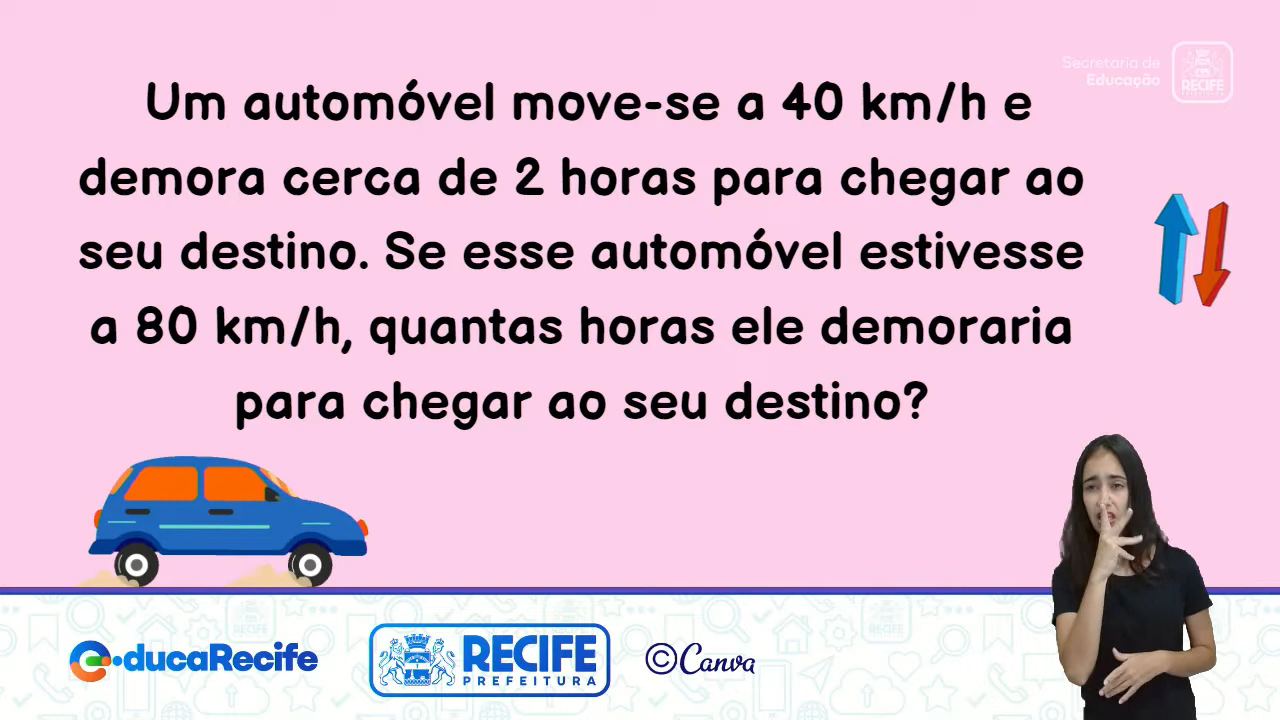 Secretaria de
Educação
RECIFE
PREFEITURA
Um automóvel move-se a 40 km/h e
demora cerca de 2 horas para chegar ao
seu destino. Se esse automóvel estivesse
a 80 km/h, quantas horas ele demoraria
para chegar ao seu destino?
ducaRecife
RECIFE
PREFEITURA
©Canva